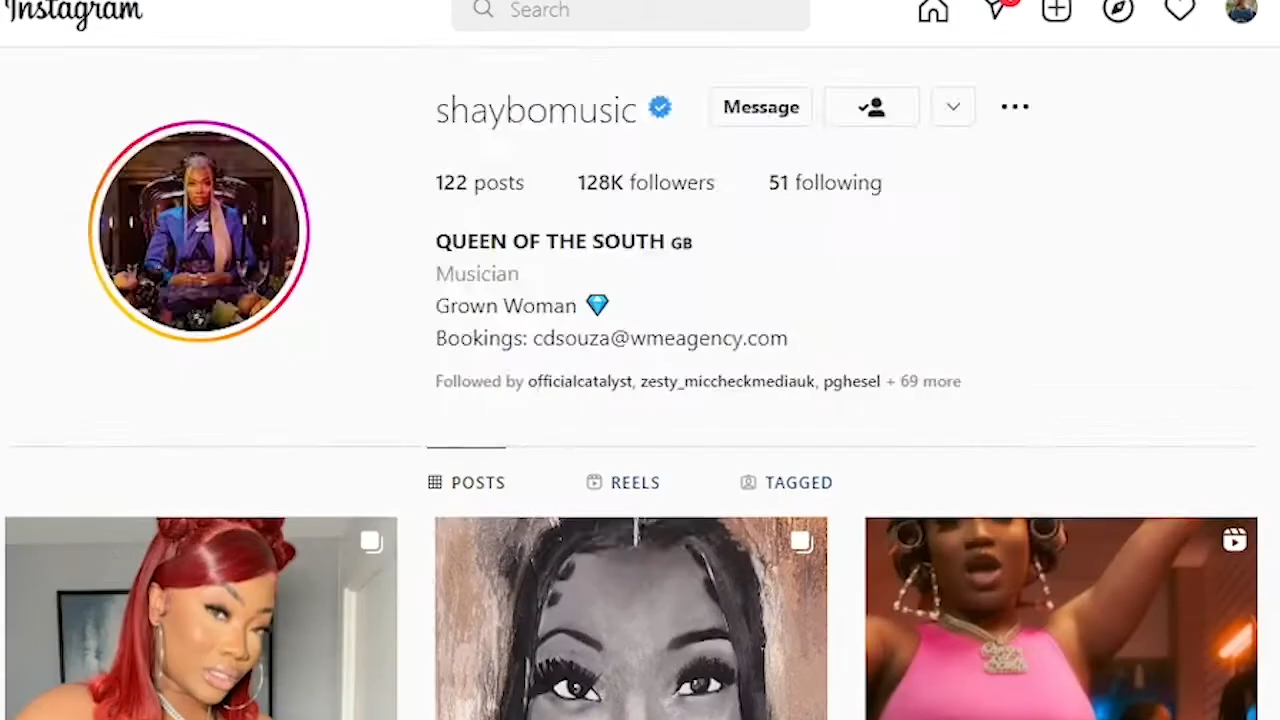 Instagram
Search
shaybomusic
Message
122 posts 128K followers 51 following
QUEEN OF THE SOUTH GB
Musician
Grown Woman 💎
Bookings: cdsouza@wmeagency.com
Followed by officialcatalyst, zesty_miccheckmediauk, pghesel + 69 more
POSTS REELS TAGGED